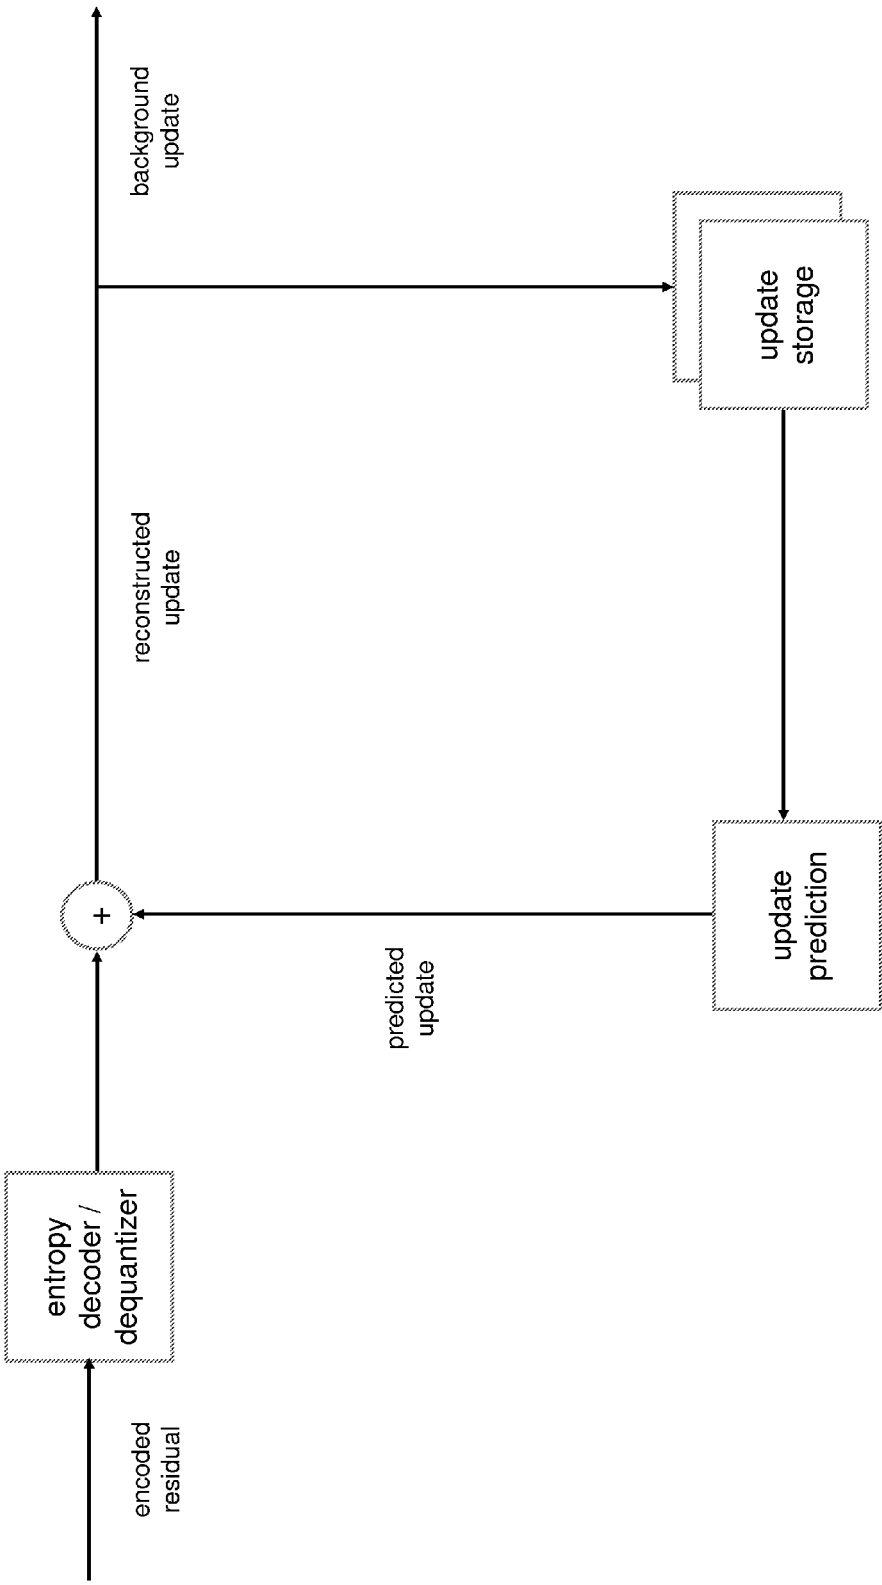 encoded
residual
entropy
decoder /
dequantizer
+
predicted
update
reconstructed
update
background
update
update
prediction
update
storage